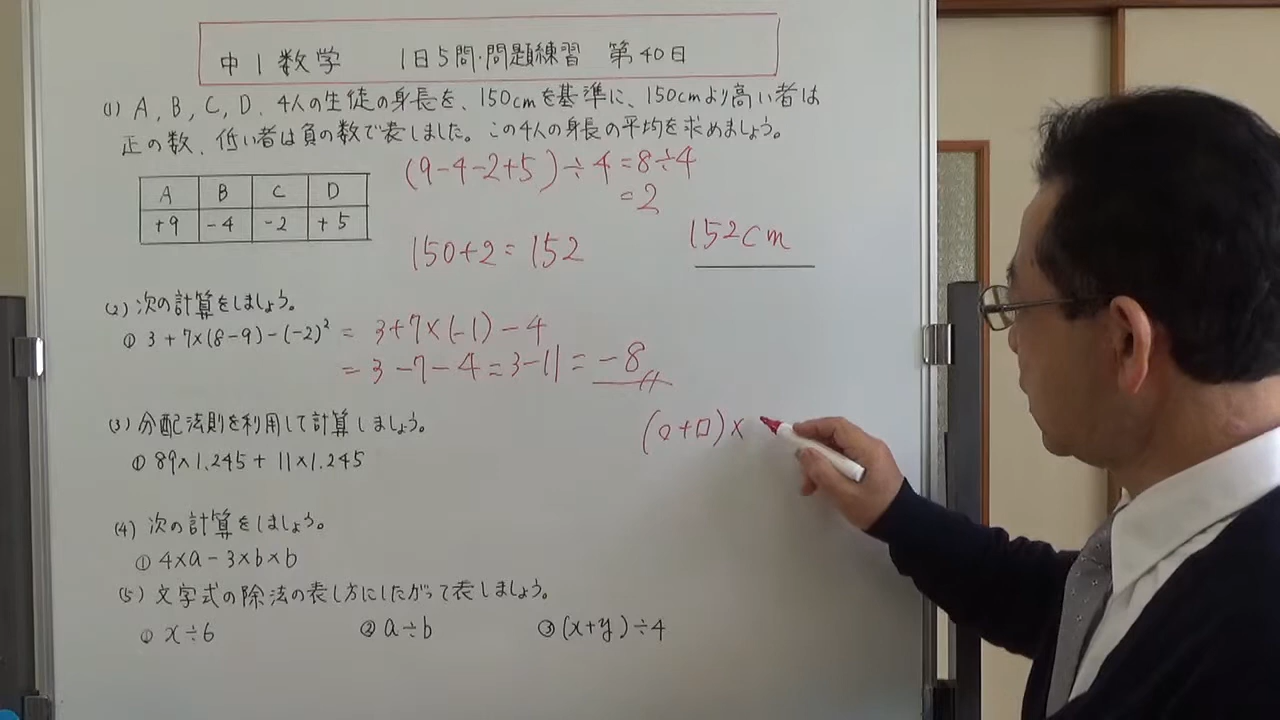 中1数学 1日5問・問題練習 第40日
(1) A, B, C, D. 4人の生徒の身長を、150cmを基準に、150cmより高い者は
正の数、低い者は負の数で表しました。この4人の身長の平均を求めましょう。
(9-4-2+5)÷4=8÷4
=2
A B C D
+9 -4 -2 +5
150+2=152
152cm
(2) 次の計算をしましょう。
① 3+7×(8-9)-(-2)² = 3+7×(-1)-4
= 3-7-4=3-11=-8
(3) 分配法則を利用して計算しましょう。
(○+□)×
① 89×1.245+11×1.245
(4) 次の計算をしましょう。
① 4×a-3×b×b
(5) 文字式の除法の表し方にしたがって表しましょう。
① x÷6 ② a÷b ③ (x+y)÷4